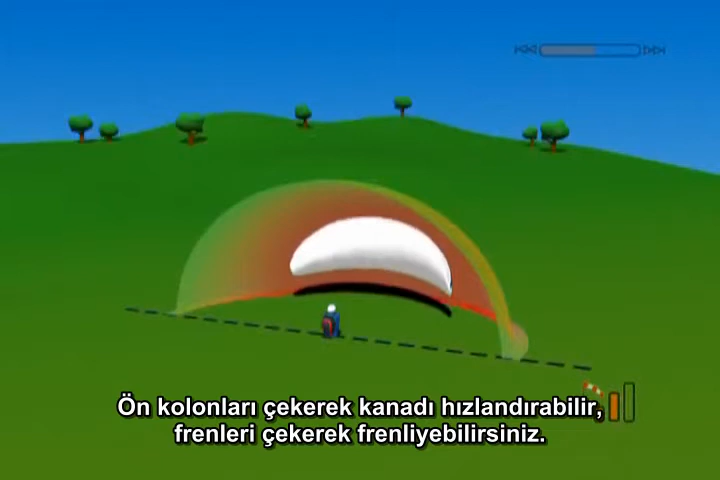 Ön kolonları çekerek kanadı hızlandırabilir,
frenleri çekerek frenliyebilirsiniz.